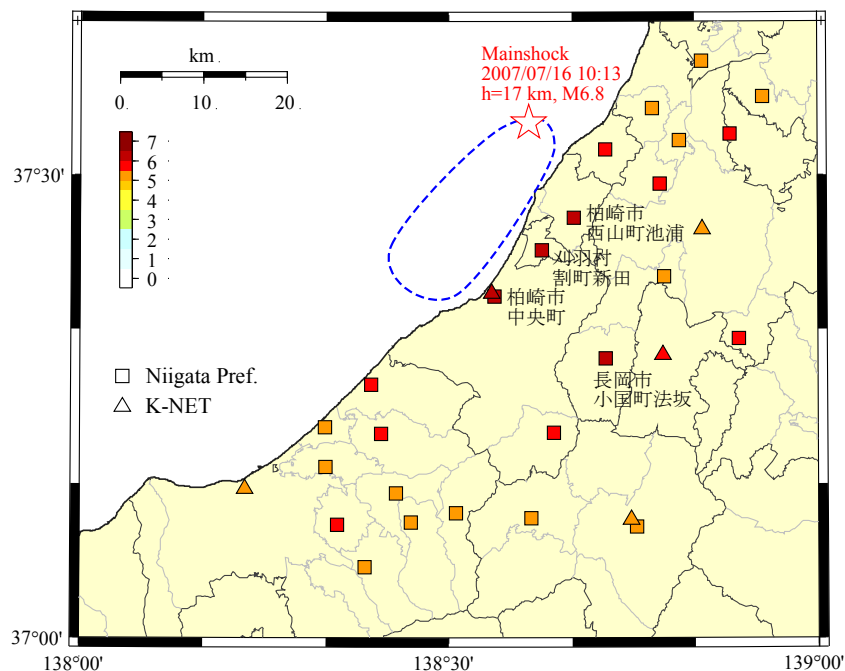 km .
0. 10 . 20 .
Mainshock
2007/07/16 10:13
h=17 km, M6.8
7 .
6 .
5 .
4 .
3 .
2 .
1 .
0 .
37°30'
柏崎市
西山町池浦
刈羽村
割町新田
柏崎市
中央町
長岡市
小国町法坂
Niigata Pref.
K-NET
37°00'
138°00' 138°30' 139°00'